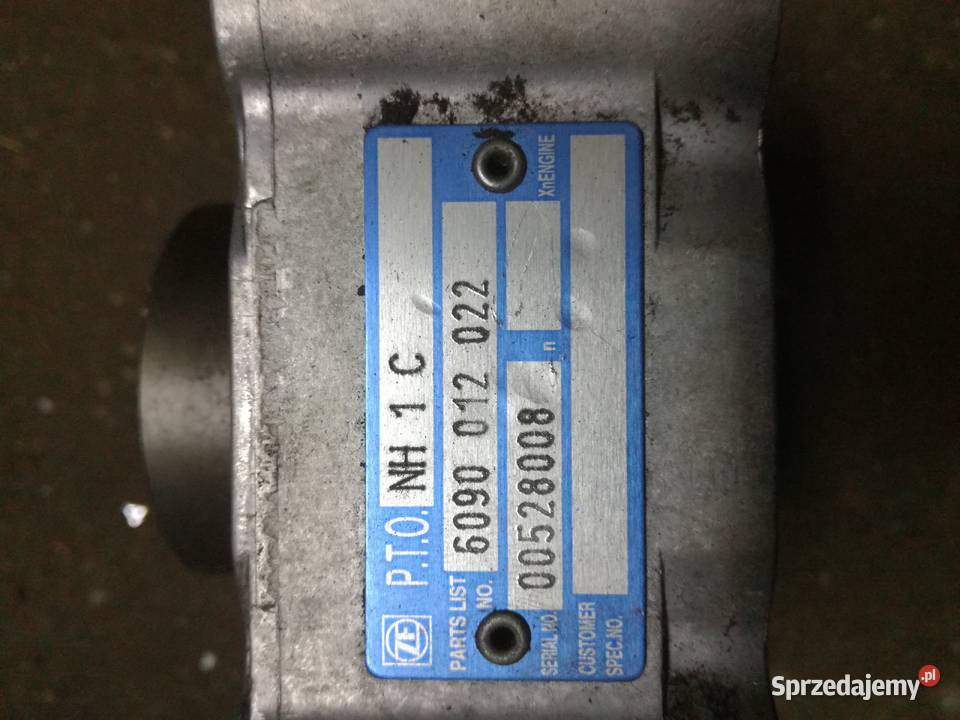 ZF P.T.O. NH 1 C
PARTS LIST
NO. 6090 012 022
SERIAL NO. 00528008 n XnENGINE
CUSTOMER
SPEC.NO.
Sprzedajemy.pl